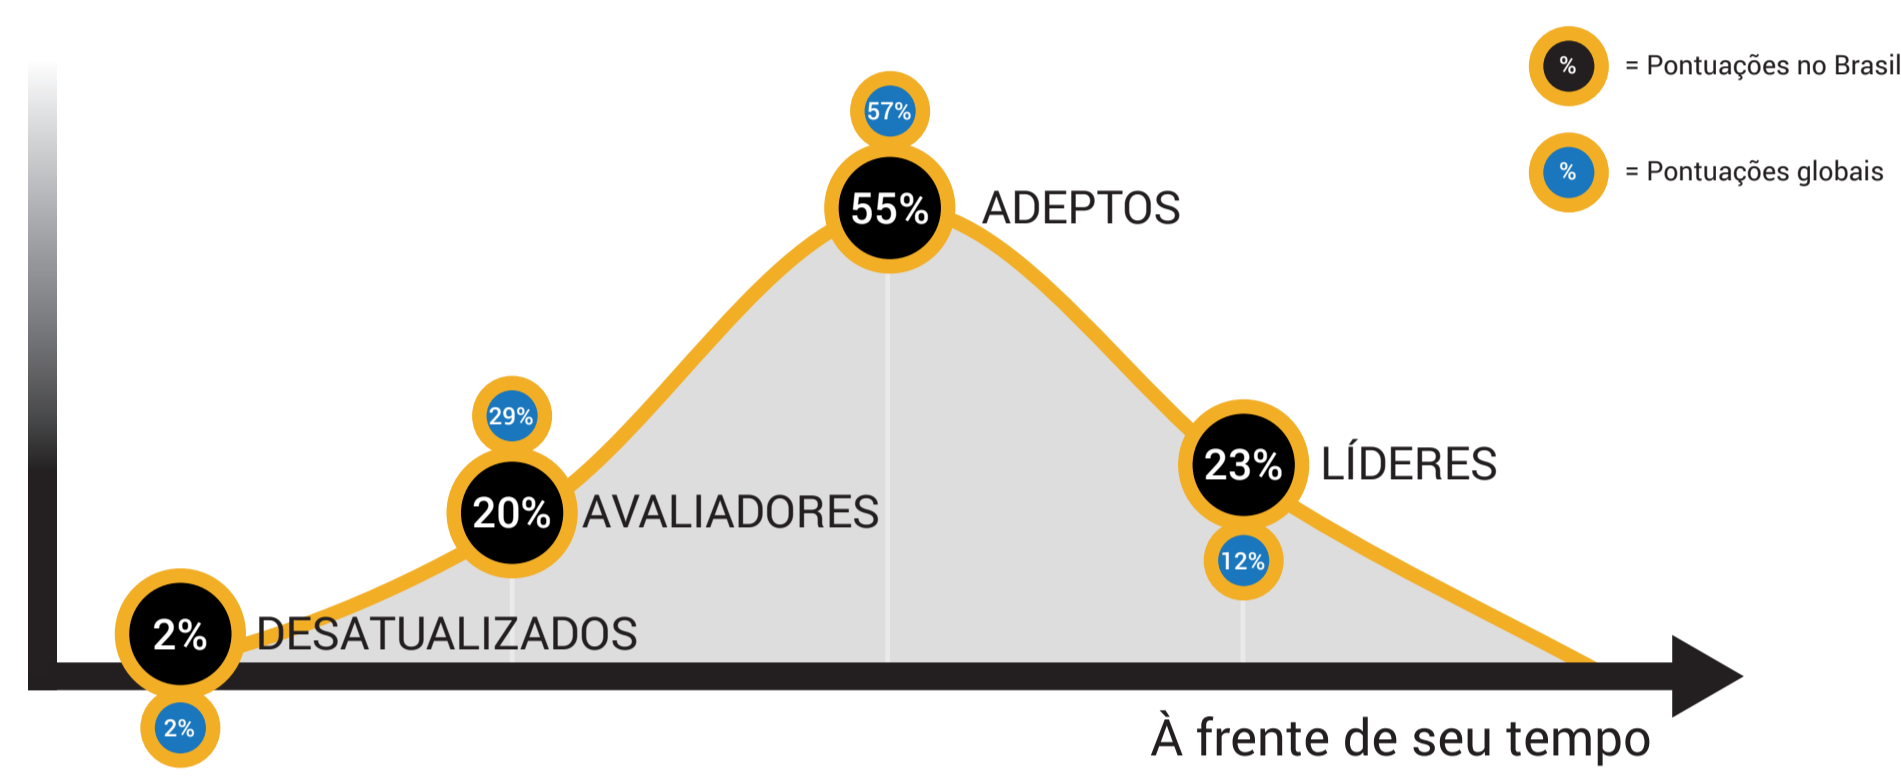 % = Pontuações no Brasil
% = Pontuações globais
57%
55% ADEPTOS
29%
20% AVALIADORES
23% LÍDERES
12%
2% DESATUALIZADOS
2%
À frente de seu tempo